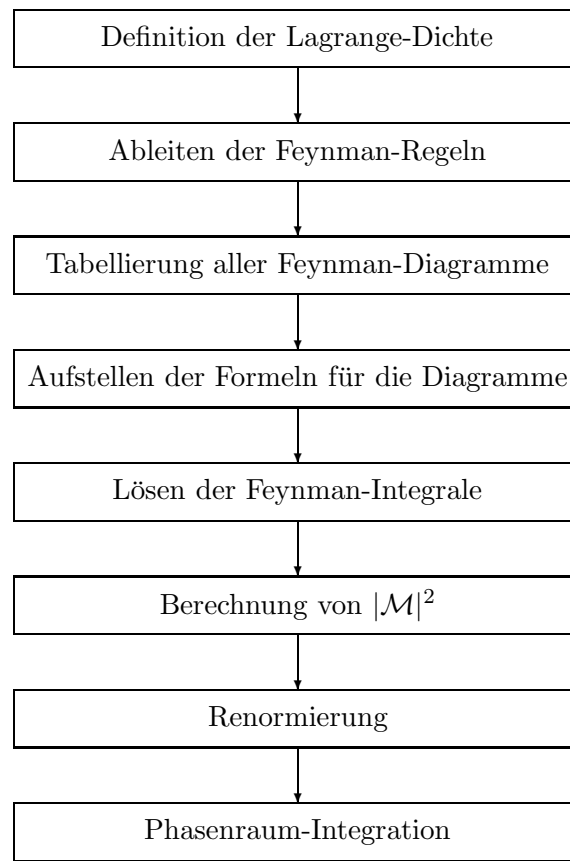 Definition der Lagrange-Dichte
Ableiten der Feynman-Regeln
Tabellierung aller Feynman-Diagramme
Aufstellen der Formeln für die Diagramme
Lösen der Feynman-Integrale
Berechnung von |ℳ|²
Renormierung
Phasenraum-Integration